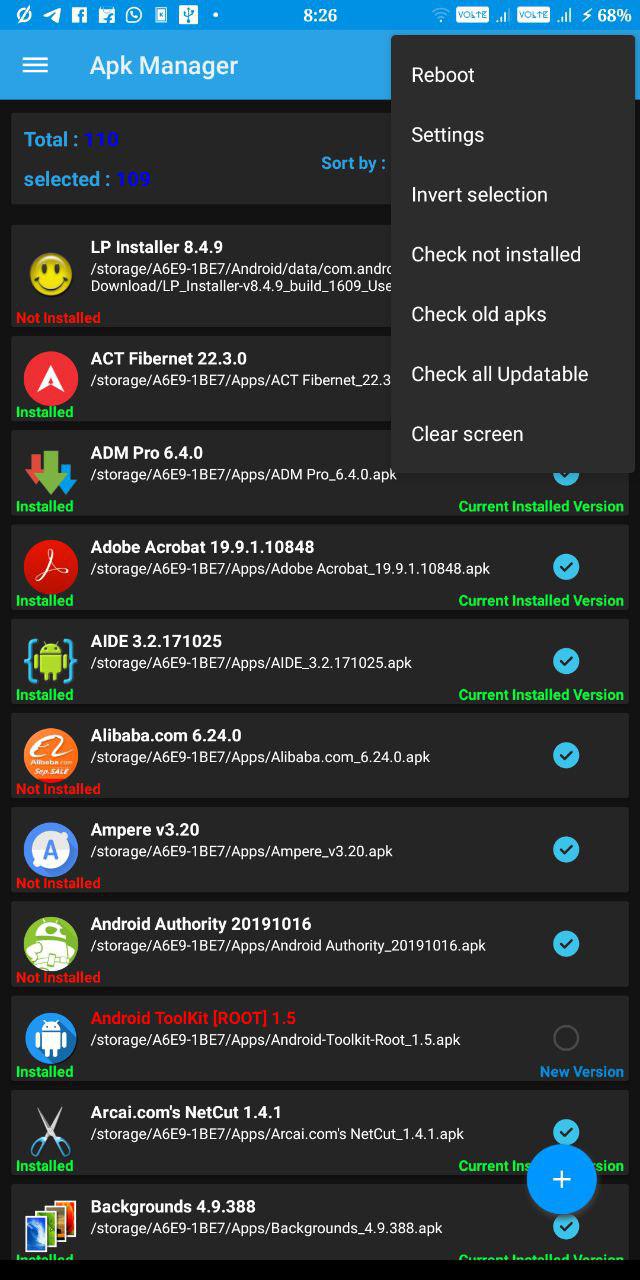 8:26
VOLTE
VOLTE
68%
Apk Manager
Reboot
Settings
Invert selection
Check not installed
Check old apks
Check all Updatable
Clear screen
Total : 110
selected : 109
Sort by :
LP Installer 8.4.9
/storage/A6E9-1BE7/Android/data/com.andro
Download/LP_Installer-v8.4.9_build_1609_Use
Not Installed
ACT Fibernet 22.3.0
/storage/A6E9-1BE7/Apps/ACT Fibernet_22.3
Installed
ADM Pro 6.4.0
/storage/A6E9-1BE7/Apps/ADM Pro_6.4.0.apk
Installed
Current Installed Version
Adobe Acrobat 19.9.1.10848
/storage/A6E9-1BE7/Apps/Adobe Acrobat_19.9.1.10848.apk
Installed
Current Installed Version
AIDE 3.2.171025
/storage/A6E9-1BE7/Apps/AIDE_3.2.171025.apk
Installed
Current Installed Version
Alibaba.com 6.24.0
/storage/A6E9-1BE7/Apps/Alibaba.com_6.24.0.apk
Alibaba.com
Sep.SALE
Not Installed
Ampere v3.20
/storage/A6E9-1BE7/Apps/Ampere_v3.20.apk
A
Not Installed
Android Authority 20191016
/storage/A6E9-1BE7/Apps/Android Authority_20191016.apk
Not Installed
Android ToolKit [ROOT] 1.5
/storage/A6E9-1BE7/Apps/Android-Toolkit-Root_1.5.apk
Installed
New Version
Arcai.com's NetCut 1.4.1
/storage/A6E9-1BE7/Apps/Arcai.com's NetCut_1.4.1.apk
Installed
Current Ins sion
Backgrounds 4.9.388
/storage/A6E9-1BE7/Apps/Backgrounds_4.9.388.apk
Installed
Current Installed Version